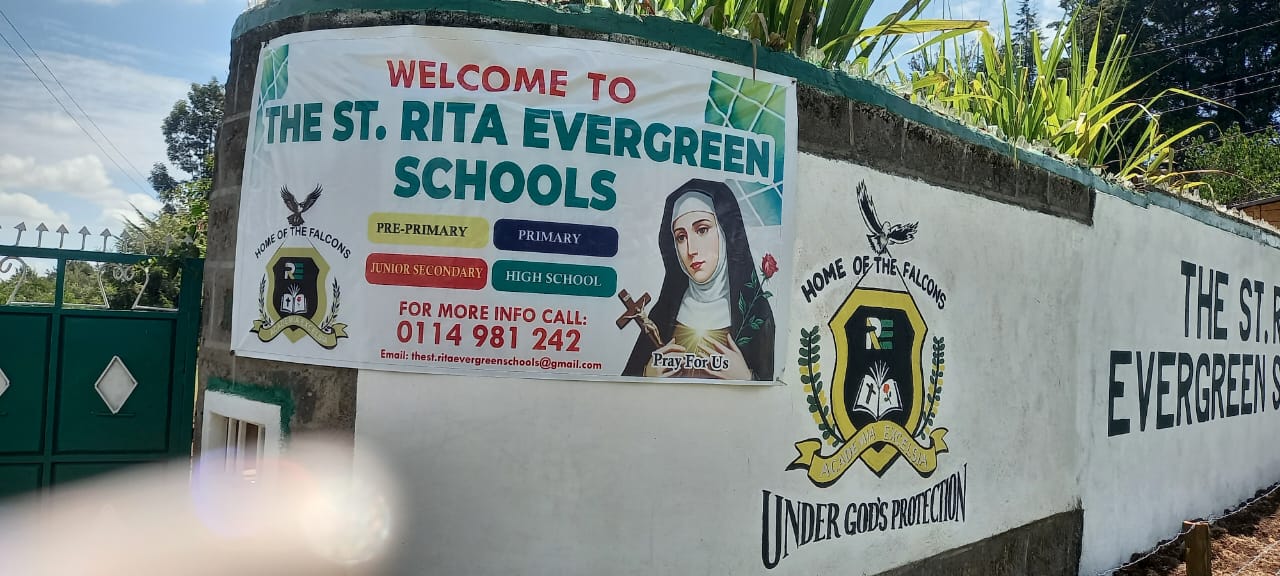 WELCOME TO
THE ST. RITA EVERGREEN
SCHOOLS
PRE-PRIMARY
PRIMARY
JUNIOR SECONDARY
HIGH SCHOOL
FOR MORE INFO CALL:
0114 981 242
Email: thest.ritaevergreenschools@gmail.com
HOME OF THE FALCONS
RE
Pray For Us
HOME OF THE FALCONS
RE
UNDER GOD'S PROTECTION
THE ST. R
EVERGREEN S